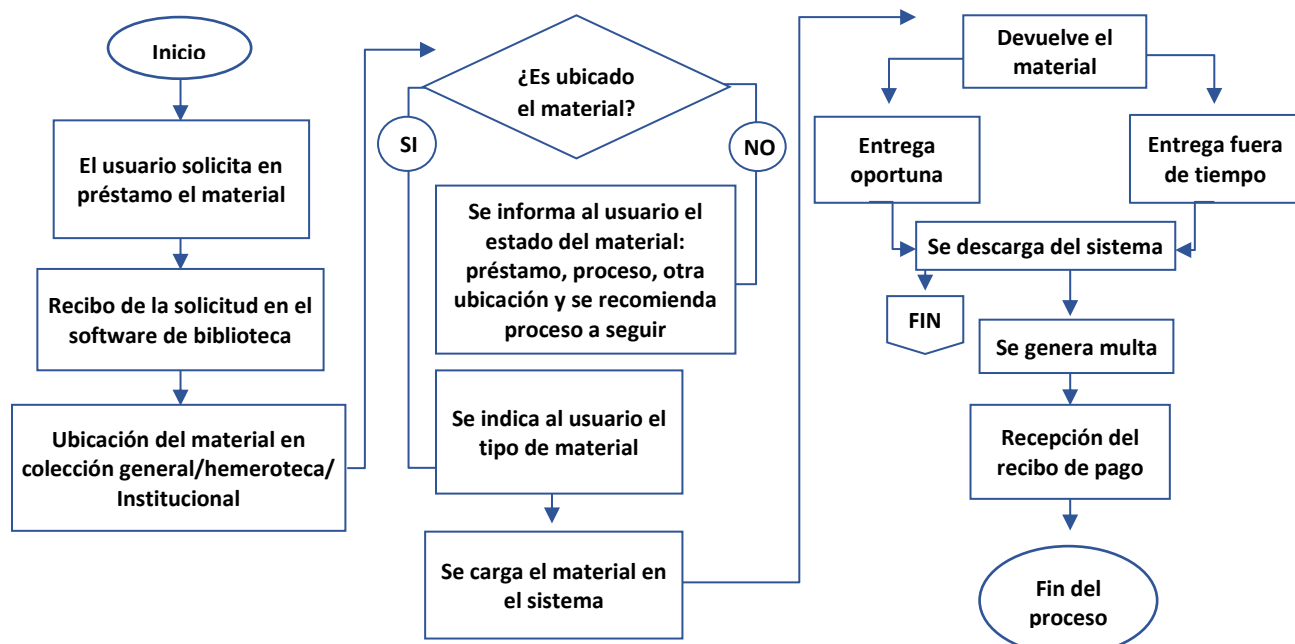 Inicio
El usuario solicita en
préstamo el material
Recibo de la solicitud en el
software de biblioteca
Ubicación del material en
colección general/hemeroteca/
Institucional
¿Es ubicado
el material?
SI
NO
Se informa al usuario el
estado del material:
préstamo, proceso, otra
ubicación y se recomienda
proceso a seguir
Se indica al usuario el
tipo de material
Se carga el material en
el sistema
Devuelve el
material
Entrega
oportuna
Entrega fuera
de tiempo
Se descarga del sistema
FIN
Se genera multa
Recepción del
recibo de pago
Fin del
proceso